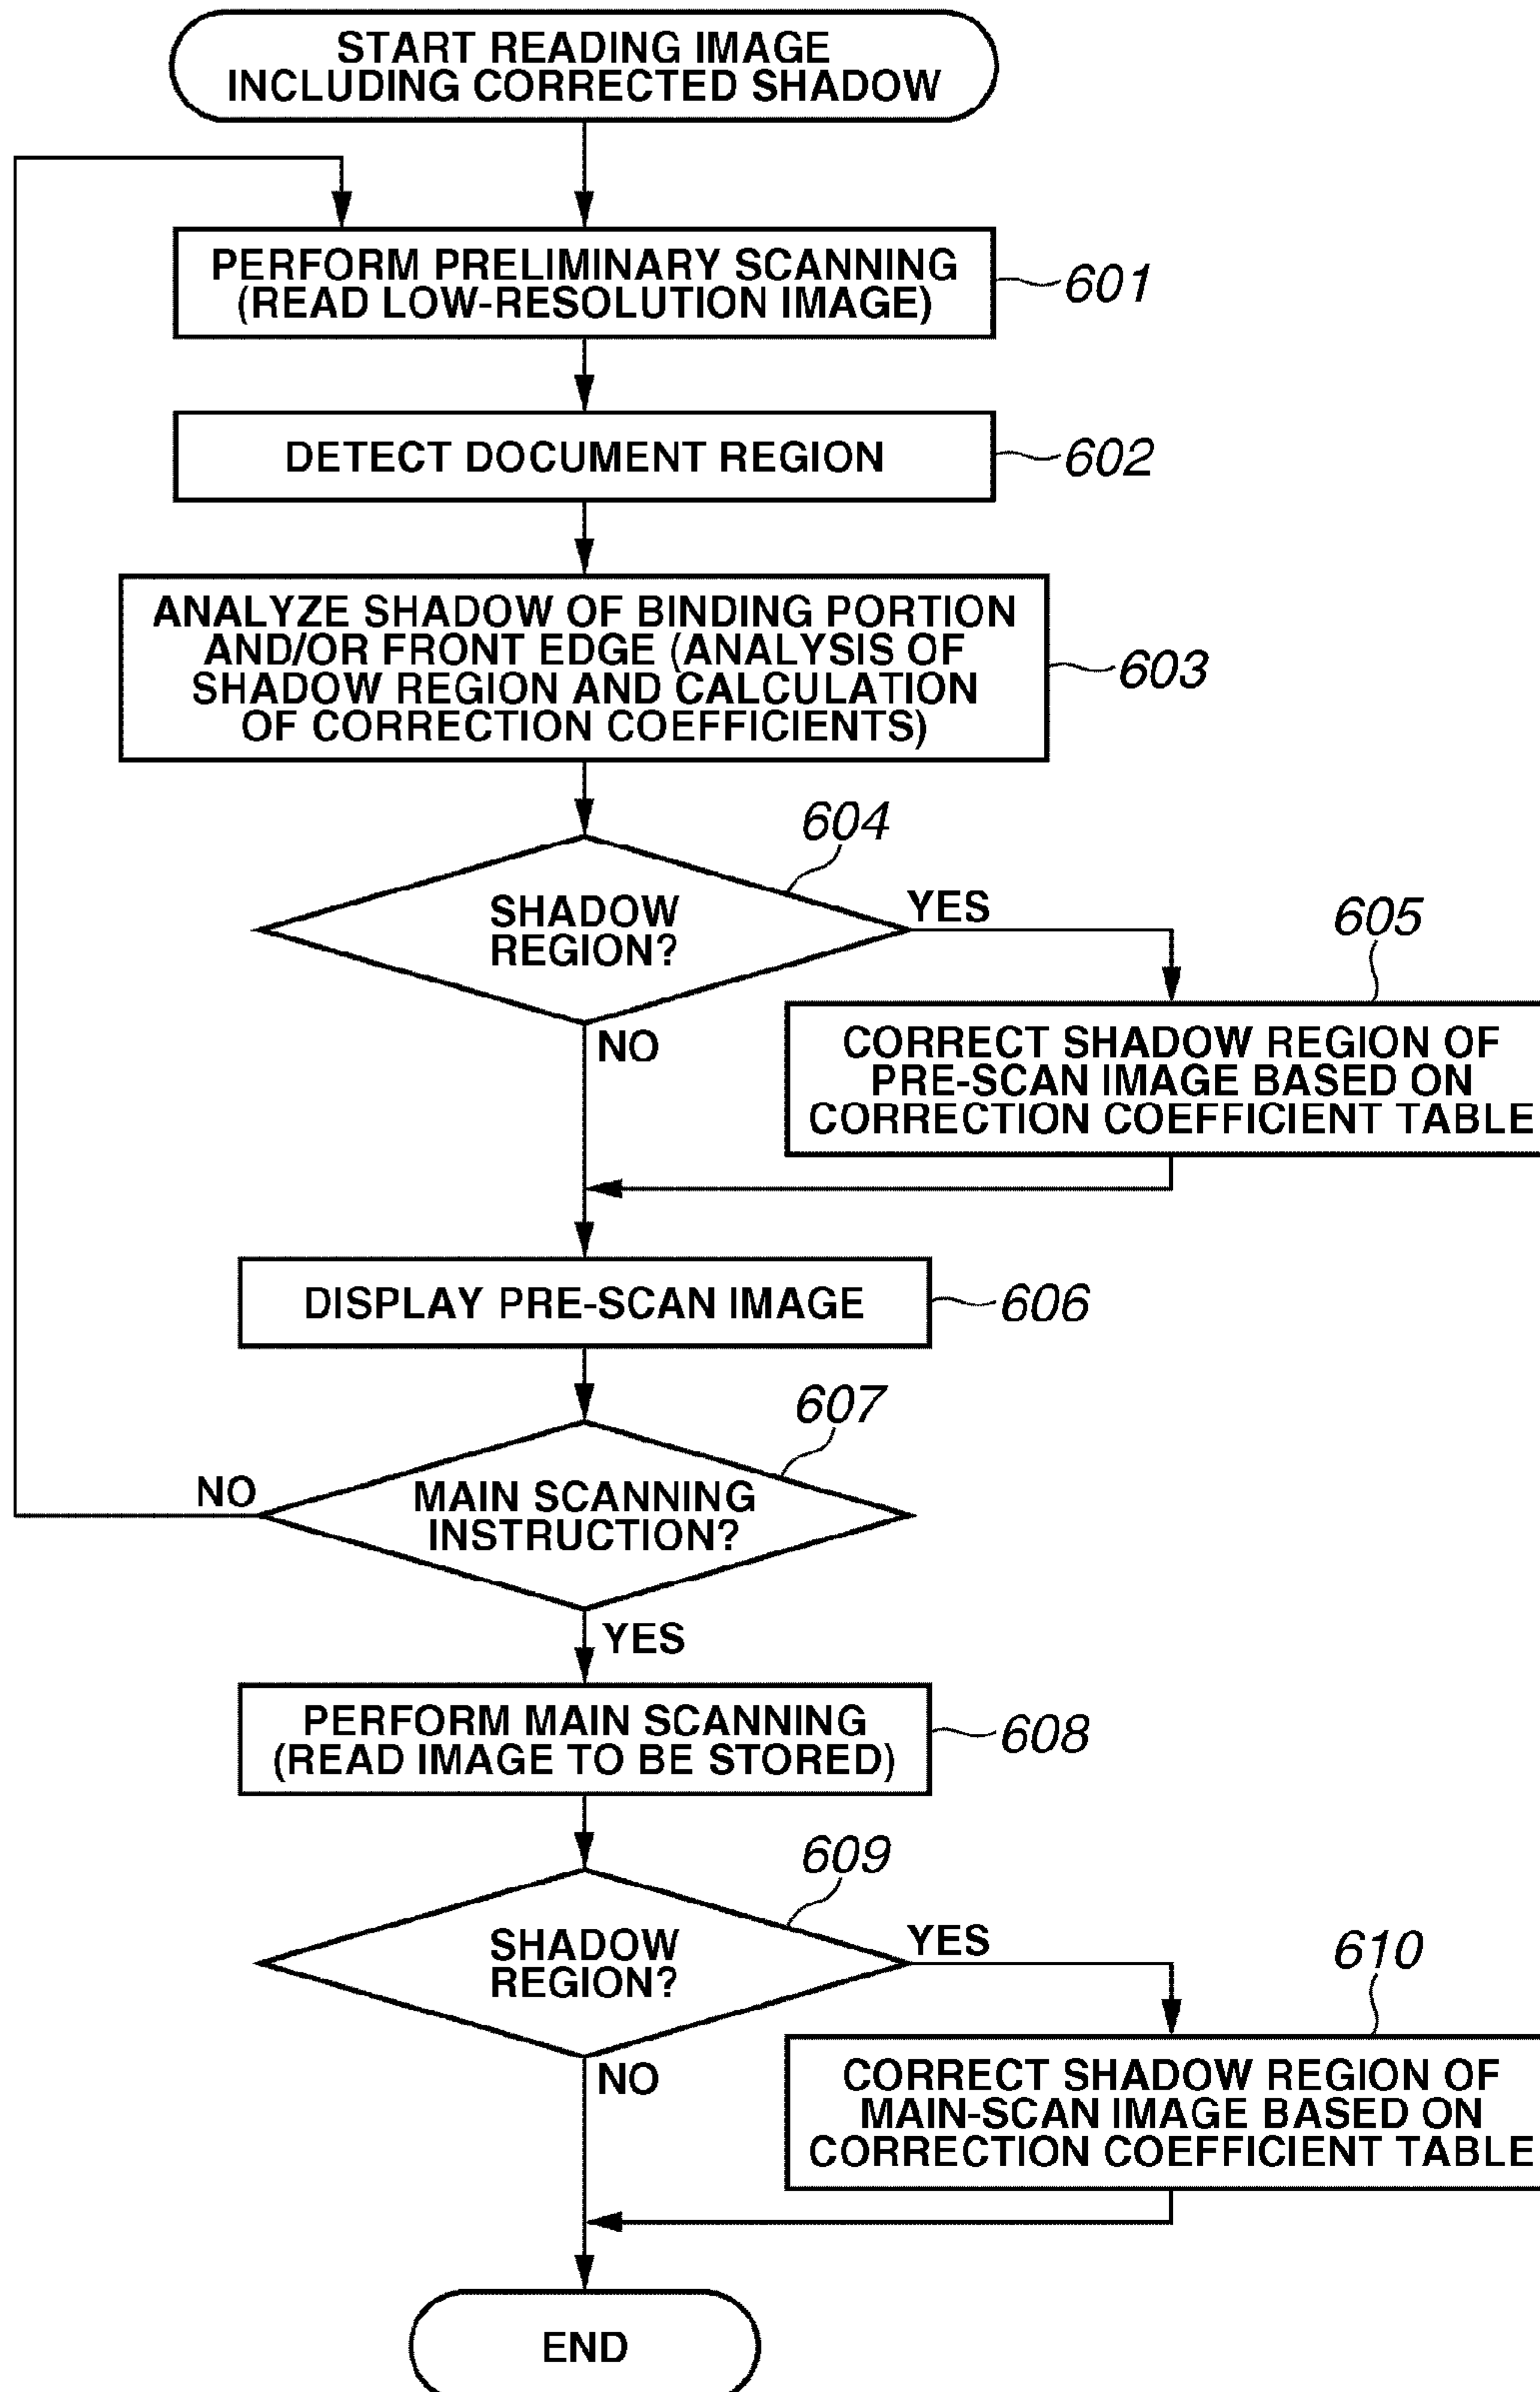 START READING IMAGE
INCLUDING CORRECTED SHADOW
PERFORM PRELIMINARY SCANNING
(READ LOW-RESOLUTION IMAGE)
601
DETECT DOCUMENT REGION
602
ANALYZE SHADOW OF BINDING PORTION
AND/OR FRONT EDGE (ANALYSIS OF
SHADOW REGION AND CALCULATION
OF CORRECTION COEFFICIENTS)
603
604
SHADOW
REGION?
YES
NO
605
CORRECT SHADOW REGION OF
PRE-SCAN IMAGE BASED ON
CORRECTION COEFFICIENT TABLE
DISPLAY PRE-SCAN IMAGE
606
607
MAIN SCANNING
INSTRUCTION?
NO
YES
PERFORM MAIN SCANNING
(READ IMAGE TO BE STORED)
608
609
SHADOW
REGION?
YES
NO
610
CORRECT SHADOW REGION OF
MAIN-SCAN IMAGE BASED ON
CORRECTION COEFFICIENT TABLE
END